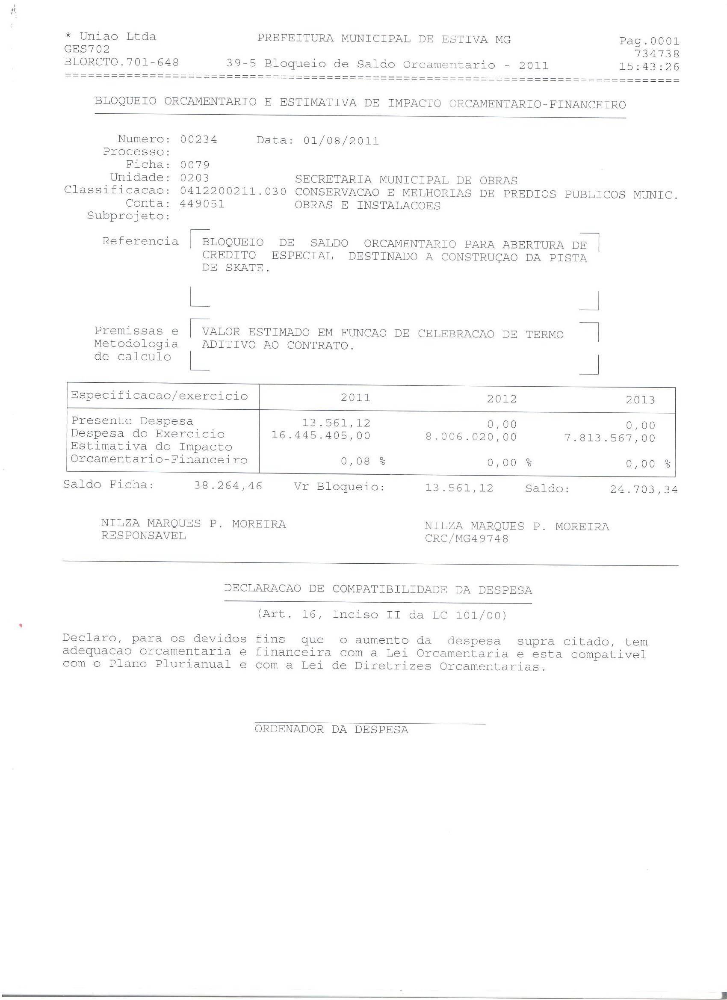 * Uniao Ltda PREFEITURA MUNICIPAL DE ESTIVA MG Pag.0001
GES702 734738
BLORCTO.701-648 39-5 Bloqueio de Saldo Orcamentario - 2011 15:43:26
================================================================================
BLOQUEIO ORCAMENTARIO E ESTIMATIVA DE IMPACTO ORCAMENTARIO-FINANCEIRO
Numero: 00234 Data: 01/08/2011
Processo:
Ficha: 0079
Unidade: 0203 SECRETARIA MUNICIPAL DE OBRAS
Classificacao: 0412200211.030 CONSERVACAO E MELHORIAS DE PREDIOS PUBLICOS MUNIC.
Conta: 449051 OBRAS E INSTALACOES
Subprojeto:
Referencia BLOQUEIO DE SALDO ORCAMENTARIO PARA ABERTURA DE
CREDITO ESPECIAL DESTINADO A CONSTRUÇAO DA PISTA
DE SKATE.
Premissas e VALOR ESTIMADO EM FUNCAO DE CELEBRACAO DE TERMO
Metodologia ADITIVO AO CONTRATO.
de calculo
Especificacao/exercicio 2011 2012 2013
Presente Despesa 13.561,12 0,00 0,00
Despesa do Exercicio 16.445.405,00 8.006.020,00 7.813.567,00
Estimativa do Impacto
Orcamentario-Financeiro 0,08 % 0,00 % 0,00 %
Saldo Ficha: 38.264,46 Vr Bloqueio: 13.561,12 Saldo: 24.703,34
NILZA MARQUES P. MOREIRA NILZA MARQUES P. MOREIRA
RESPONSAVEL CRC/MG49748
DECLARACAO DE COMPATIBILIDADE DA DESPESA
(Art. 16, Inciso II da LC 101/00)
Declaro, para os devidos fins que o aumento da despesa supra citado, tem
adequacao orcamentaria e financeira com a Lei Orcamentaria e esta compativel
com o Plano Plurianual e com a Lei de Diretrizes Orcamentarias.
ORDENADOR DA DESPESA